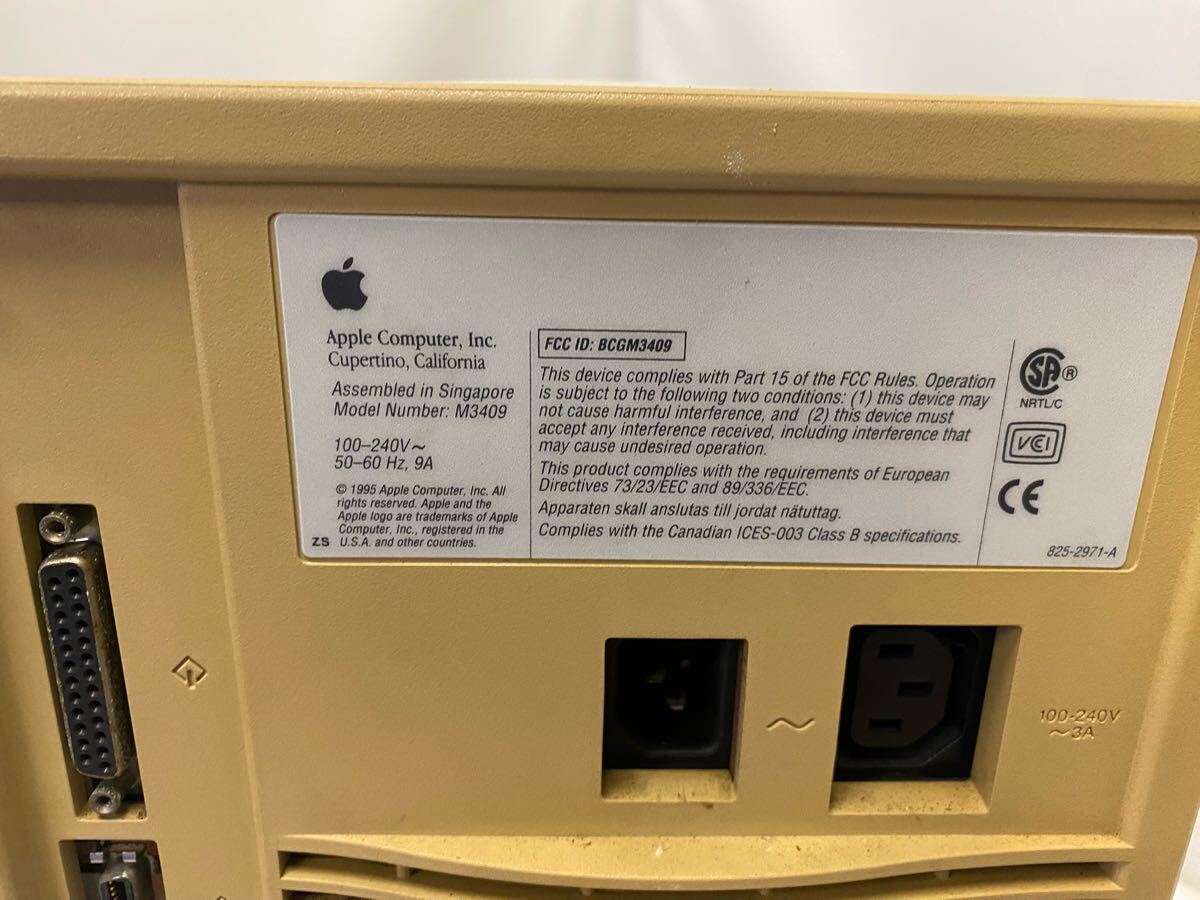 Apple Computer, Inc.
Cupertino, California
Assembled in Singapore
Model Number: M3409
100–240V~
50–60 Hz, 9A
© 1995 Apple Computer, Inc. All
rights reserved. Apple and the
Apple logo are trademarks of Apple
Computer, Inc., registered in the
U.S.A. and other countries.
ZS
FCC ID: BCGM3409
This device complies with Part 15 of the FCC Rules. Operation
is subject to the following two conditions: (1) this device may
not cause harmful interference, and (2) this device must
accept any interference received, including interference that
may cause undesired operation.
This product complies with the requirements of European
Directives 73/23/EEC and 89/336/EEC.
Apparaten skall anslutas till jordat nätuttag.
Complies with the Canadian ICES-003 Class B specifications.
SA ®
NRTL/C
VCI
CE
825-2971-A
100-240V
~3A